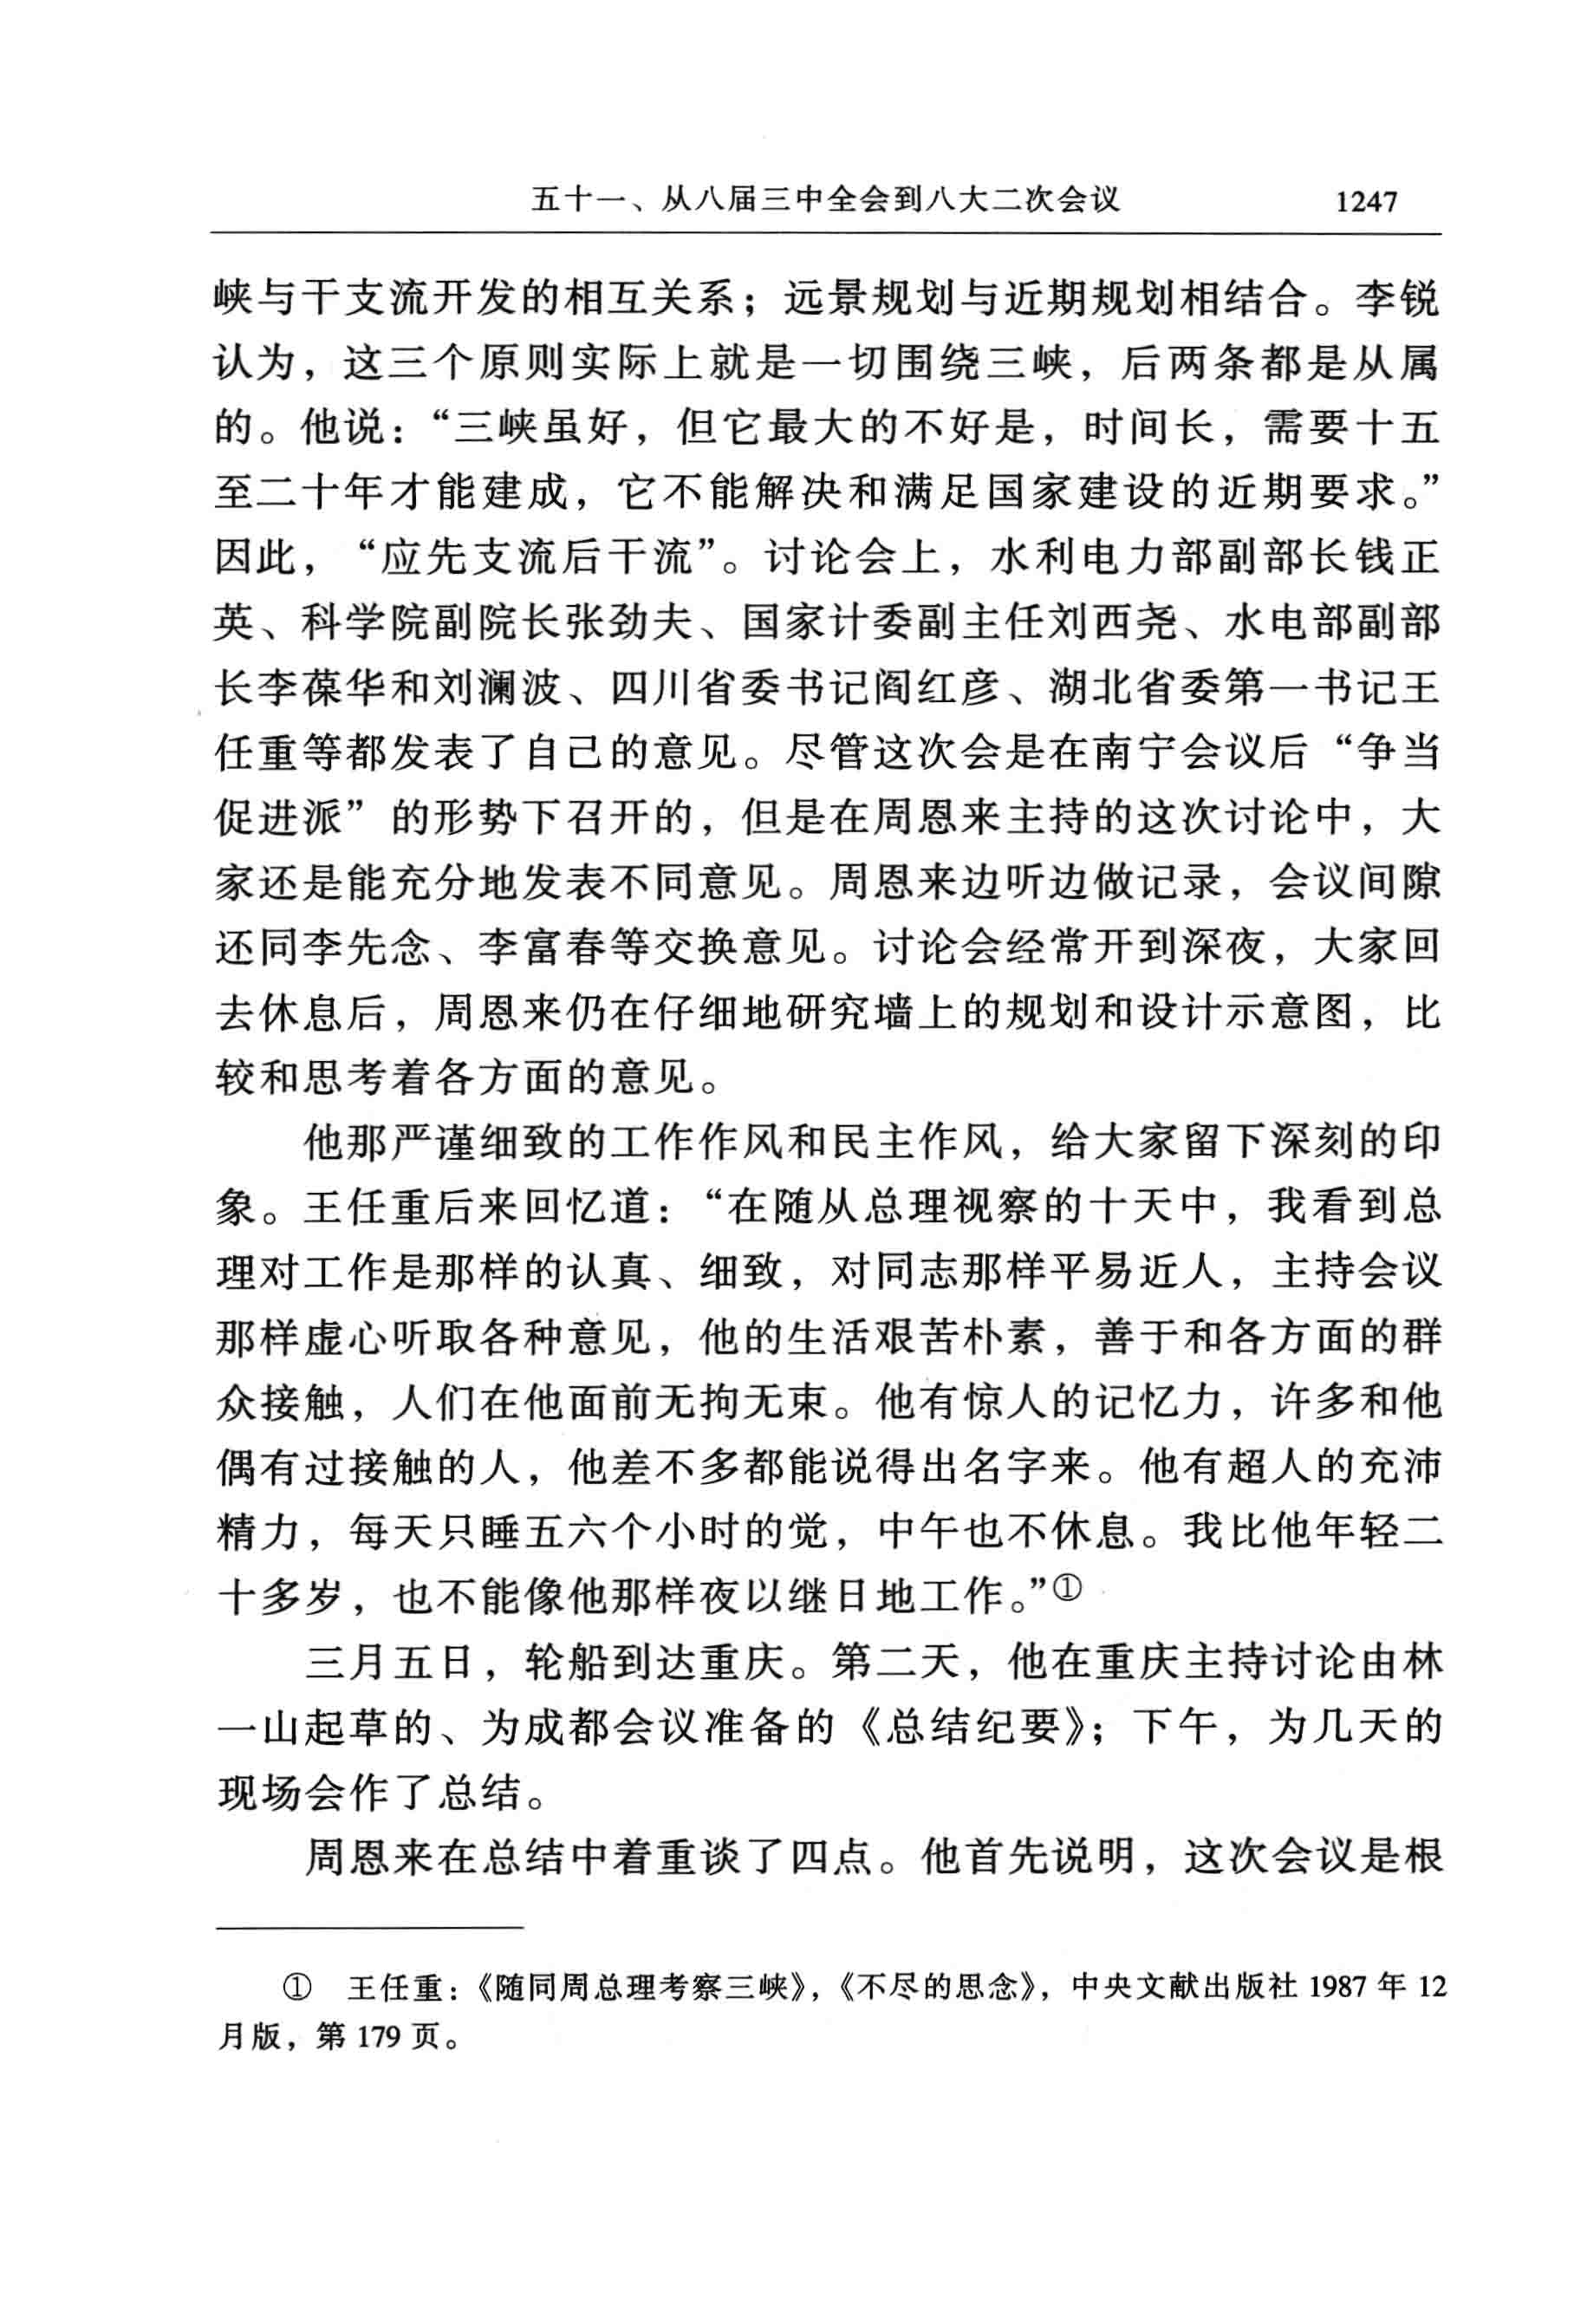 五十一、从八届三中全会到八大二次会议 1247
峡与干支流开发的相互关系；远景规划与近期规划相结合。李锐
认为，这三个原则实际上就是一切围绕三峡，后两条都是从属
的。他说：“三峡虽好，但它最大的不好是，时间长，需要十五
至二十年才能建成，它不能解决和满足国家建设的近期要求。”
因此，“应先支流后干流”。讨论会上，水利电力部副部长钱正
英、科学院副院长张劲夫、国家计委副主任刘西尧、水电部副部
长李葆华和刘澜波、四川省委书记阎红彦、湖北省委第一书记王
任重等都发表了自己的意见。尽管这次会是在南宁会议后“争当
促进派”的形势下召开的，但是在周恩来主持的这次讨论中，大
家还是能充分地发表不同意见。周恩来边听边做记录，会议间隙
还同李先念、李富春等交换意见。讨论会经常开到深夜，大家回
去休息后，周恩来仍在仔细地研究墙上的规划和设计示意图，比
较和思考着各方面的意见。
他那严谨细致的工作作风和民主作风，给大家留下深刻的印
象。王任重后来回忆道：“在随从总理视察的十天中，我看到总
理对工作是那样的认真、细致，对同志那样平易近人，主持会议
那样虚心听取各种意见，他的生活艰苦朴素，善于和各方面的群
众接触，人们在他面前无拘无束。他有惊人的记忆力，许多和他
偶有过接触的人，他差不多都能说得出名字来。他有超人的充沛
精力，每天只睡五六个小时的觉，中午也不休息。我比他年轻二
十多岁，也不能像他那样夜以继日地工作。”①
三月五日，轮船到达重庆。第二天，他在重庆主持讨论由林
一山起草的、为成都会议准备的《总结纪要》；下午，为几天的
现场会作了总结。
周恩来在总结中着重谈了四点。他首先说明，这次会议是根
① 王任重：《随同周总理考察三峡》，《不尽的思念》，中央文献出版社 1987 年 12
月版，第 179 页。